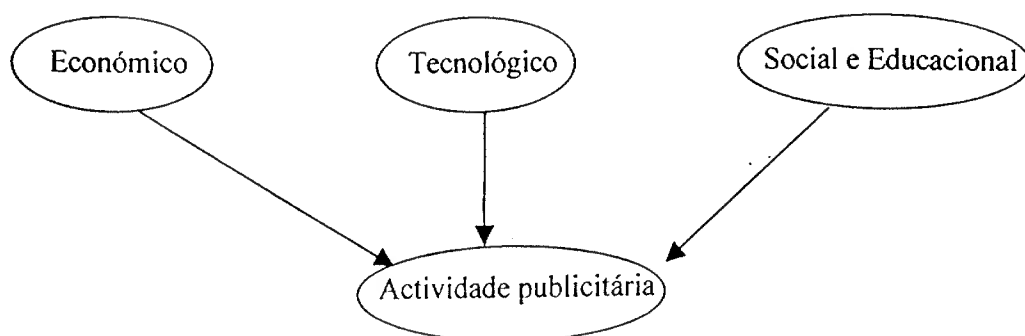 Económico
Tecnológico
Social e Educacional
Actividade publicitária